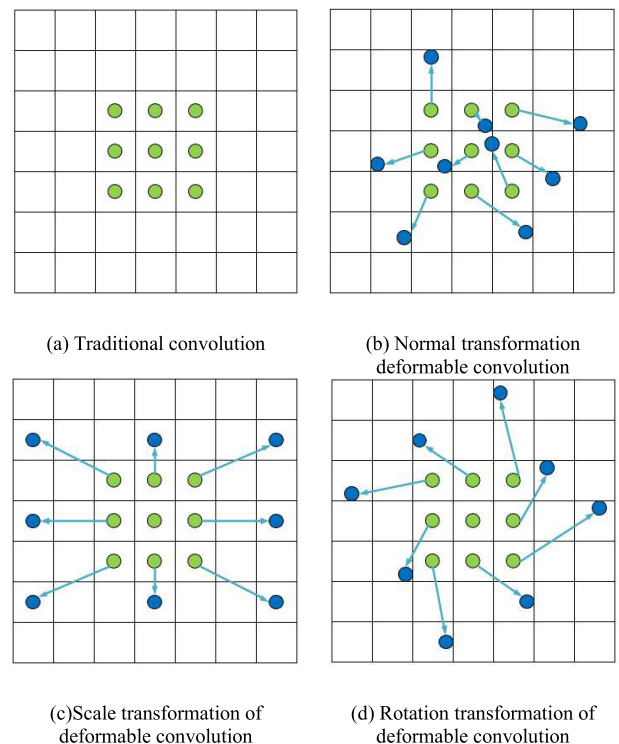 (a) Traditional convolution
(b) Normal transformation
deformable convolution
(c)Scale transformation of
deformable convolution
(d) Rotation transformation of
deformable convolution